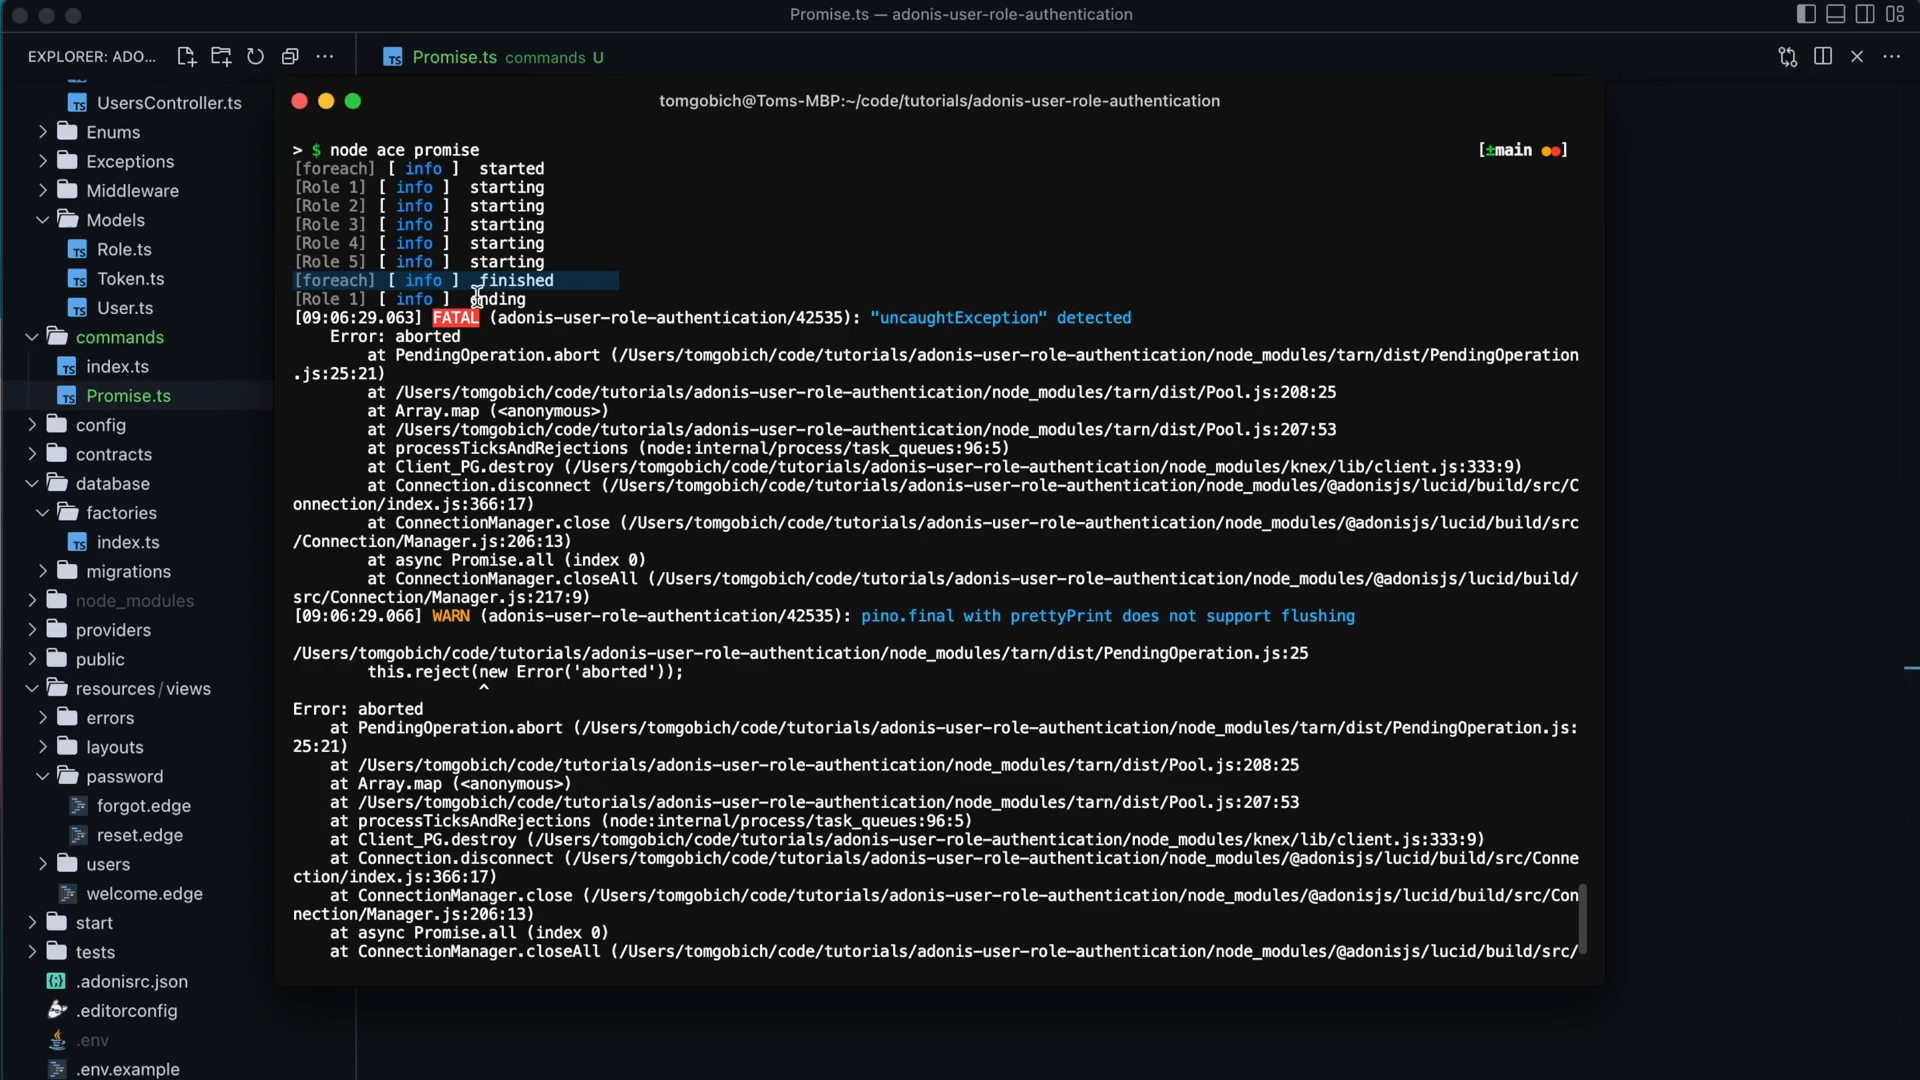 Promise.ts — adonis-user-role-authentication
EXPLORER: ADO...
Promise.ts commands U
UsersController.ts
Enums
Exceptions
Middleware
Models
Role.ts
Token.ts
User.ts
commands
index.ts
Promise.ts
config
contracts
database
factories
index.ts
migrations
node_modules
providers
public
resources/views
errors
layouts
password
forgot.edge
reset.edge
users
welcome.edge
start
tests
.adonisrc.json
.editorconfig
.env
.env.example
tomgobich@Toms-MBP:~/code/tutorials/adonis-user-role-authentication
> $ node ace promise [±main ●●]
[foreach] [ info ] started
[Role 1] [ info ] starting
[Role 2] [ info ] starting
[Role 3] [ info ] starting
[Role 4] [ info ] starting
[Role 5] [ info ] starting
[foreach] [ info ] finished
[Role 1] [ info ] ending
[09:06:29.063] FATAL (adonis-user-role-authentication/42535): "uncaughtException" detected
Error: aborted
at PendingOperation.abort (/Users/tomgobich/code/tutorials/adonis-user-role-authentication/node_modules/tarn/dist/PendingOperation
.js:25:21)
at /Users/tomgobich/code/tutorials/adonis-user-role-authentication/node_modules/tarn/dist/Pool.js:208:25
at Array.map (<anonymous>)
at /Users/tomgobich/code/tutorials/adonis-user-role-authentication/node_modules/tarn/dist/Pool.js:207:53
at processTicksAndRejections (node:internal/process/task_queues:96:5)
at Client_PG.destroy (/Users/tomgobich/code/tutorials/adonis-user-role-authentication/node_modules/knex/lib/client.js:333:9)
at Connection.disconnect (/Users/tomgobich/code/tutorials/adonis-user-role-authentication/node_modules/@adonisjs/lucid/build/src/C
onnection/index.js:366:17)
at ConnectionManager.close (/Users/tomgobich/code/tutorials/adonis-user-role-authentication/node_modules/@adonisjs/lucid/build/src
/Connection/Manager.js:206:13)
at async Promise.all (index 0)
at ConnectionManager.closeAll (/Users/tomgobich/code/tutorials/adonis-user-role-authentication/node_modules/@adonisjs/lucid/build/
src/Connection/Manager.js:217:9)
[09:06:29.066] WARN (adonis-user-role-authentication/42535): pino.final with prettyPrint does not support flushing
/Users/tomgobich/code/tutorials/adonis-user-role-authentication/node_modules/tarn/dist/PendingOperation.js:25
this.reject(new Error('aborted'));
^
Error: aborted
at PendingOperation.abort (/Users/tomgobich/code/tutorials/adonis-user-role-authentication/node_modules/tarn/dist/PendingOperation.js:
25:21)
at /Users/tomgobich/code/tutorials/adonis-user-role-authentication/node_modules/tarn/dist/Pool.js:208:25
at Array.map (<anonymous>)
at /Users/tomgobich/code/tutorials/adonis-user-role-authentication/node_modules/tarn/dist/Pool.js:207:53
at processTicksAndRejections (node:internal/process/task_queues:96:5)
at Client_PG.destroy (/Users/tomgobich/code/tutorials/adonis-user-role-authentication/node_modules/knex/lib/client.js:333:9)
at Connection.disconnect (/Users/tomgobich/code/tutorials/adonis-user-role-authentication/node_modules/@adonisjs/lucid/build/src/Conne
ction/index.js:366:17)
at ConnectionManager.close (/Users/tomgobich/code/tutorials/adonis-user-role-authentication/node_modules/@adonisjs/lucid/build/src/Con
nection/Manager.js:206:13)
at async Promise.all (index 0)
at ConnectionManager.closeAll (/Users/tomgobich/code/tutorials/adonis-user-role-authentication/node_modules/@adonisjs/lucid/build/src/